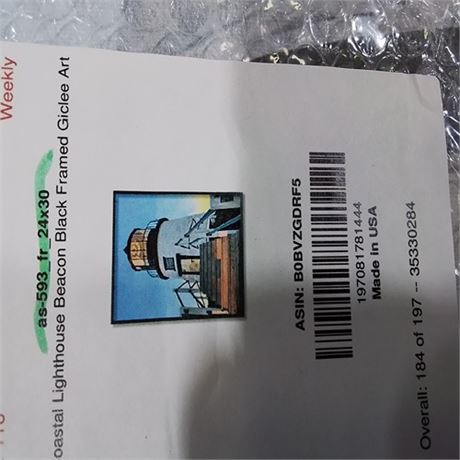 Weekly
as-593_fr_24x30
oastal Lighthouse Beacon Black Framed Giclee Art
ASIN: B0BVZGDRF5
197081781444
Made in USA
Overall: 184 of 197 -- 35330284